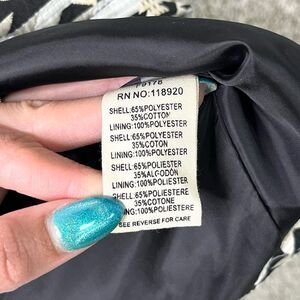 RN NO:118920
SHELL:65%POLYESTER
35%COTTON
LINING:100%POLYESTER
SHELL:65%POLYESTER
35%COTON
LINING:100%POLYESTER
SHELL:65%POLIESTER
35%ALGODÓN
LINING:100%POLIESTER
SHELL:65%POLIESTERE
35%COTONE
NG:100%POLIESTERE
SEE REVERSE FOR CARE